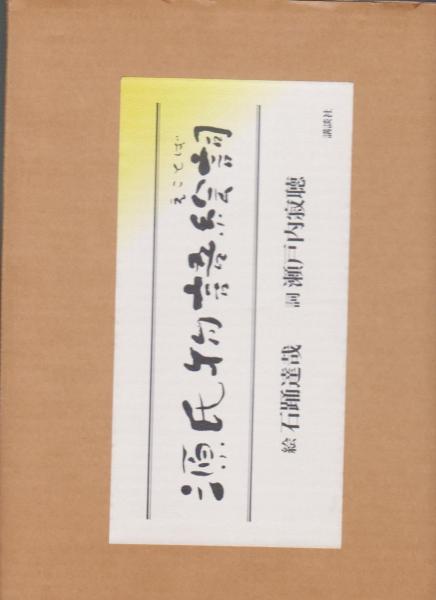 源氏物語絵詞
えことば
絵 石踊達哉 詞 瀬戸内寂聴
講談社